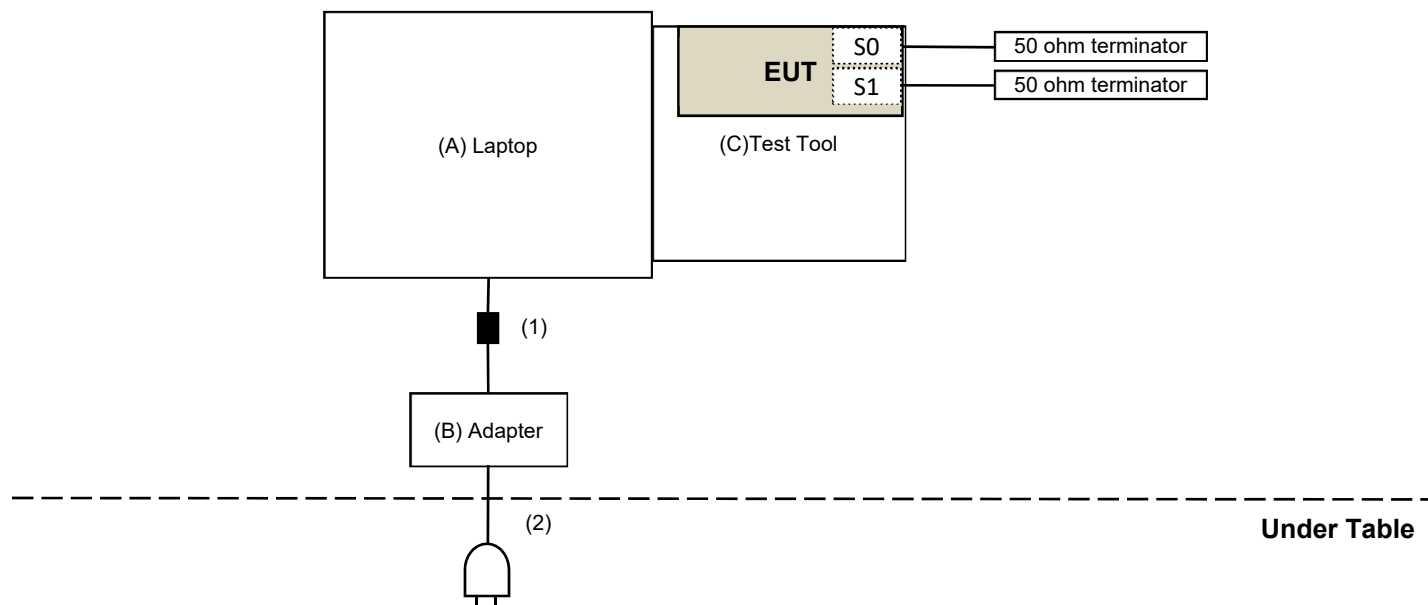 S0
50 ohm terminator
EUT
S1
50 ohm terminator
(A) Laptop
(C)Test Tool
(1)
(B) Adapter
(2)
Under Table